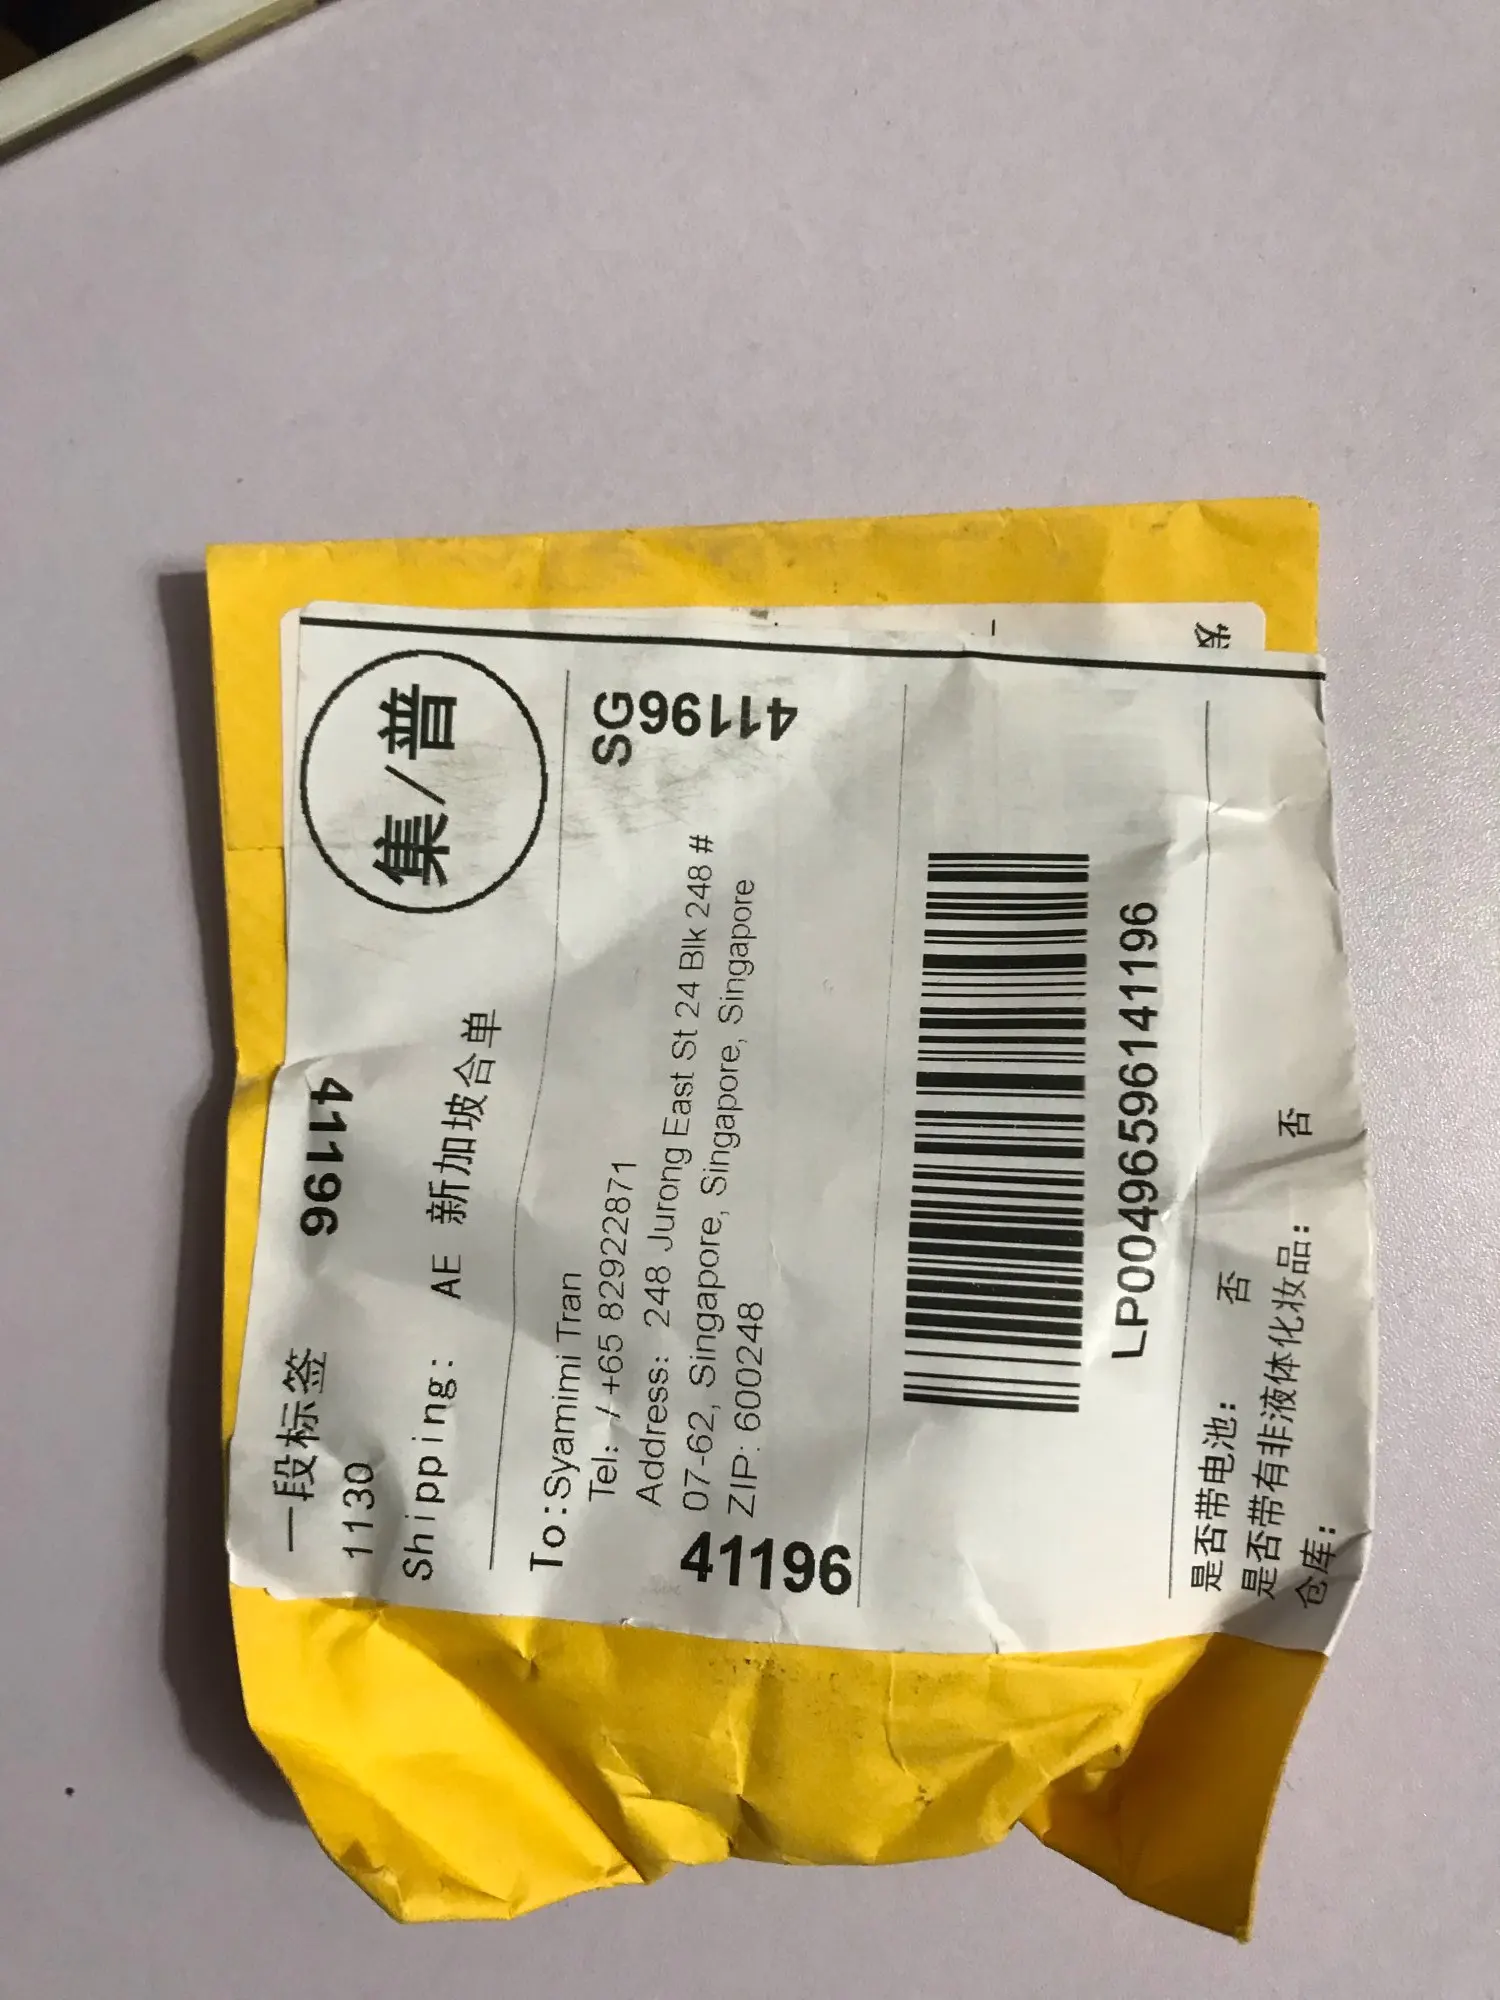 一段标签
41196
1130
集/普
Shipping: AE 新加坡合单
To:Syamimi Tran
Tel: / +65 82922871
Address: 248 Jurong East St 24 Blk 248 #
07-62, Singapore, Singapore, Singapore
ZIP: 600248
SG
41196
41196
LP00496596141196
是否带电池: 否
是否带有非液体化妆品: 否
仓库: